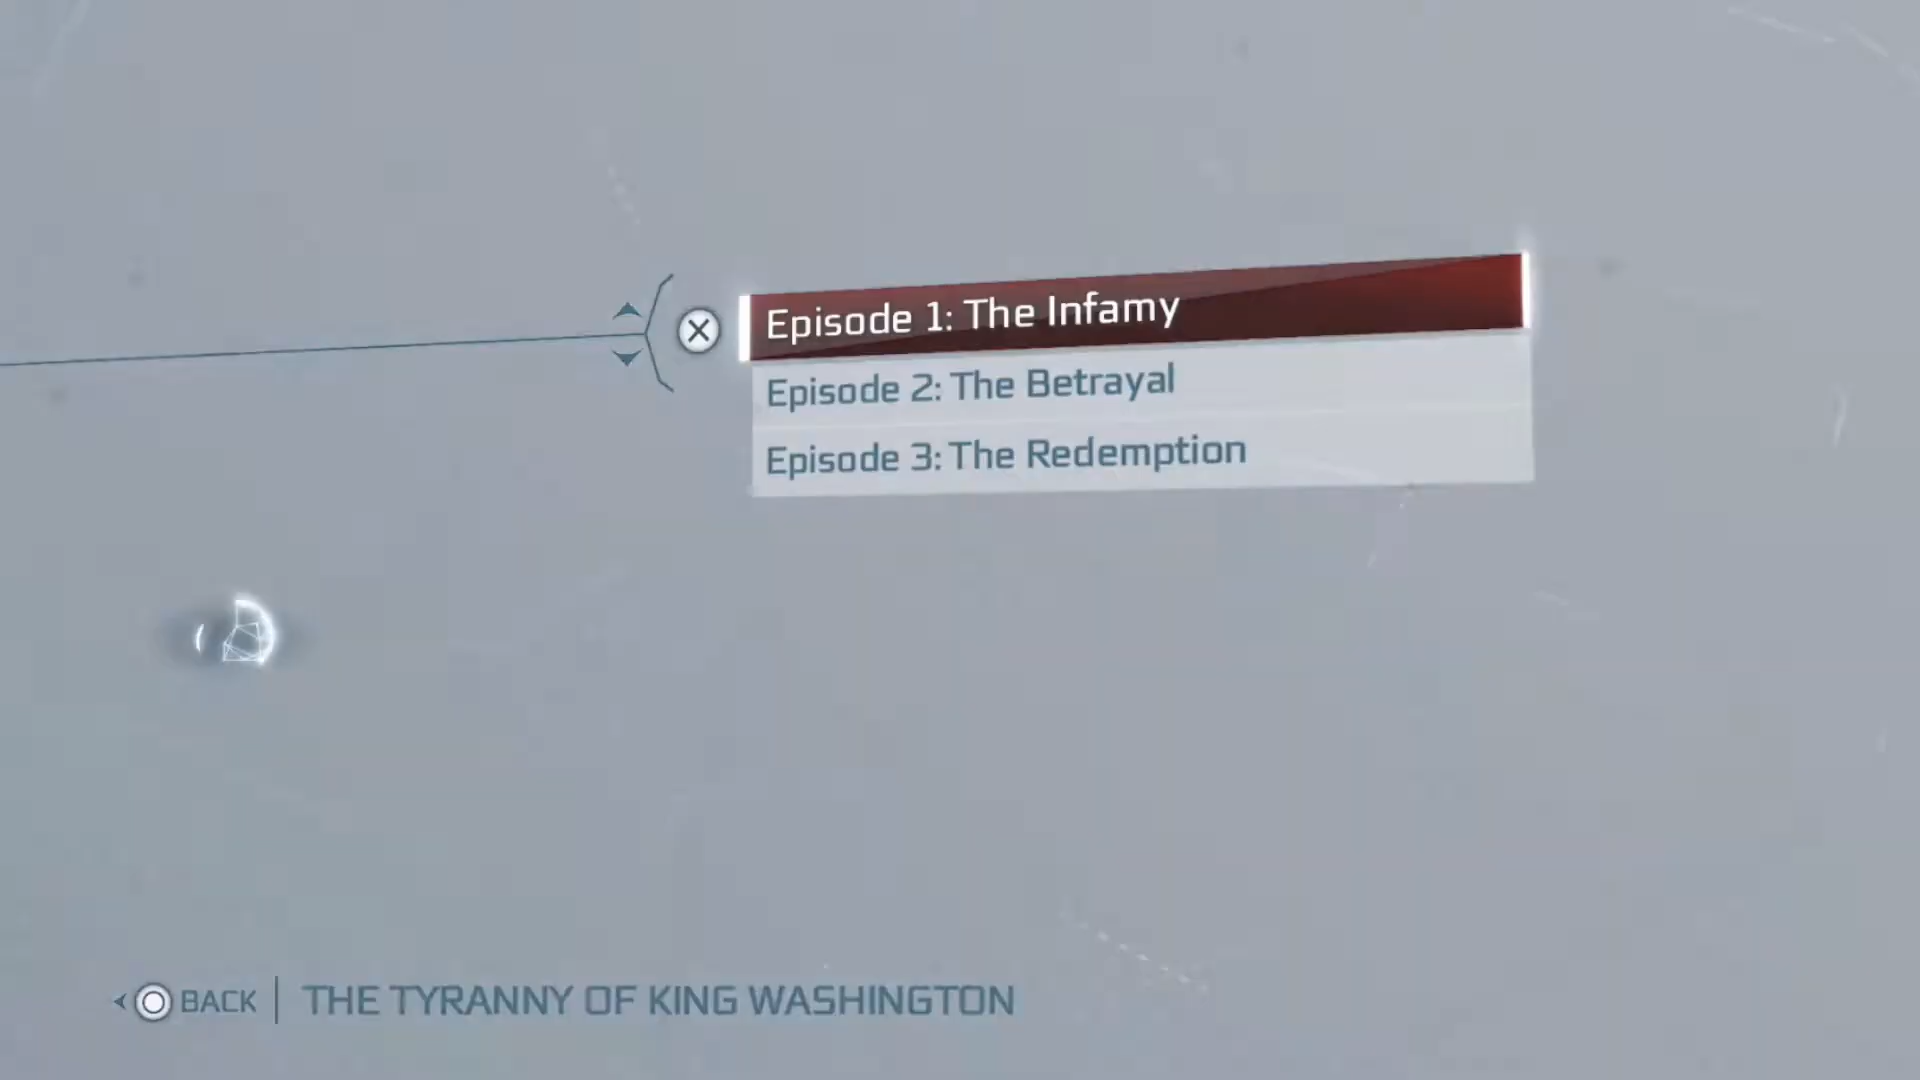 Episode 1: The Infamy
Episode 2: The Betrayal
Episode 3: The Redemption
BACK THE TYRANNY OF KING WASHINGTON